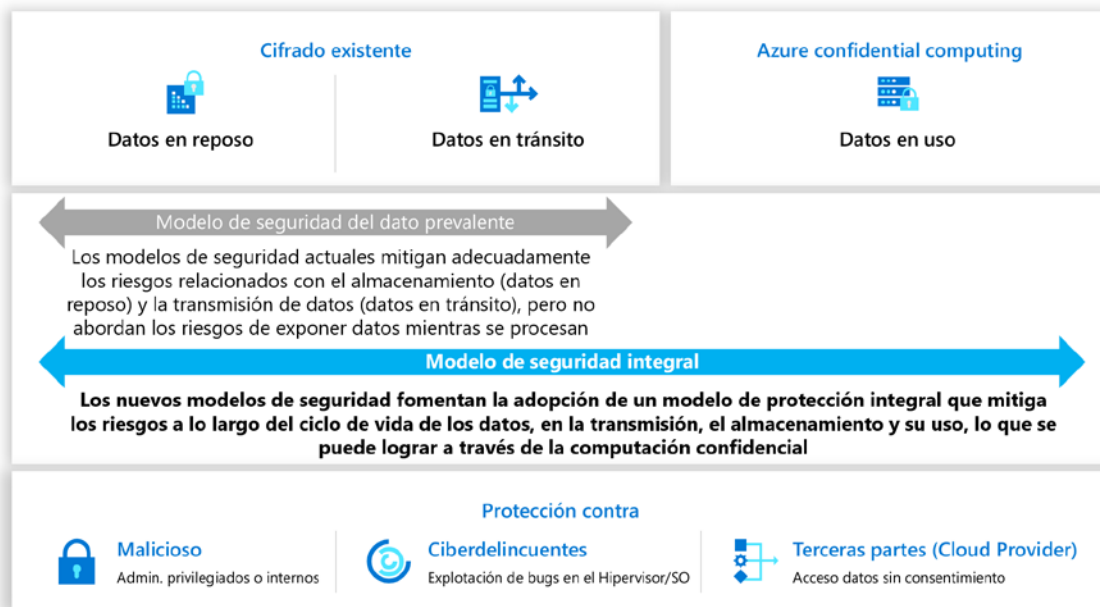 Cifrado existente
Azure confidential computing
Datos en reposo
Datos en tránsito
Datos en uso
Modelo de seguridad del dato prevalente
Los modelos de seguridad actuales mitigan adecuadamente
los riesgos relacionados con el almacenamiento (datos en
reposo) y la transmisión de datos (datos en tránsito), pero no
abordan los riesgos de exponer datos mientras se procesan
Modelo de seguridad integral
Los nuevos modelos de seguridad fomentan la adopción de un modelo de protección integral que mitiga
los riesgos a lo largo del ciclo de vida de los datos, en la transmisión, el almacenamiento y su uso, lo que se
puede lograr a través de la computación confidencial
Protección contra
Malicioso
Admin. privilegiados o internos
Ciberdelincuentes
Explotación de bugs en el Hipervisor/SO
Terceras partes (Cloud Provider)
Acceso datos sin consentimiento